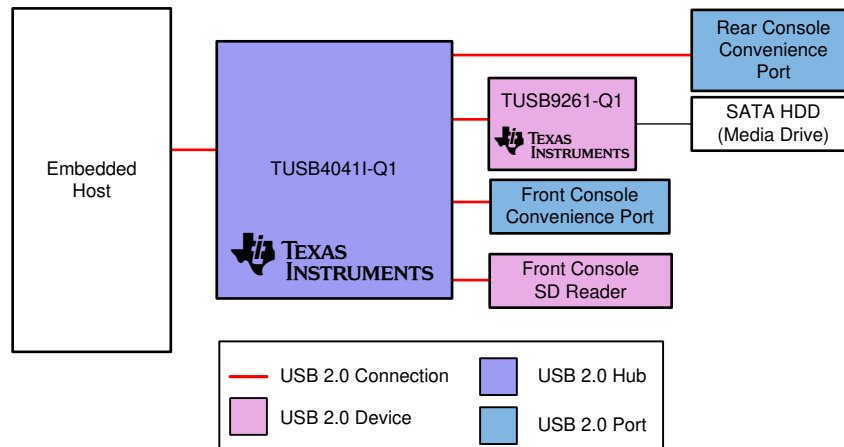 Embedded
Host
TUSB4041I-Q1
TEXAS
INSTRUMENTS
Rear Console
Convenience
Port
TUSB9261-Q1
TEXAS
INSTRUMENTS
SATA HDD
(Media Drive)
Front Console
Convenience Port
Front Console
SD Reader
USB 2.0 Connection
USB 2.0 Hub
USB 2.0 Device
USB 2.0 Port